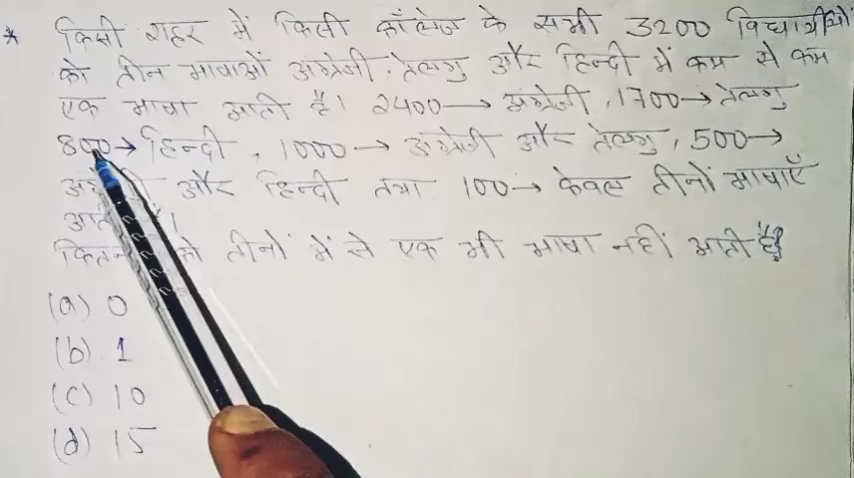 * किसी शहर में किसी कॉलेज के सभी 3200 विद्यार्थीयों
को तीन भाषाओं अंग्रेजी, तेलगु और हिन्दी में कम से कम
एक भाषा आती है। 2400→ अंग्रेजी, 1700→ तेलगु
800→ हिन्दी, 1000→ अंग्रेजी और तेलगु, 500→
और हिन्दी तथा 100→ केवल तीनों भाषाएँ
को तीनों में से एक भी भाषा नहीं आती है?
(a) 0
(b) 1
(c) 10
(d) 15